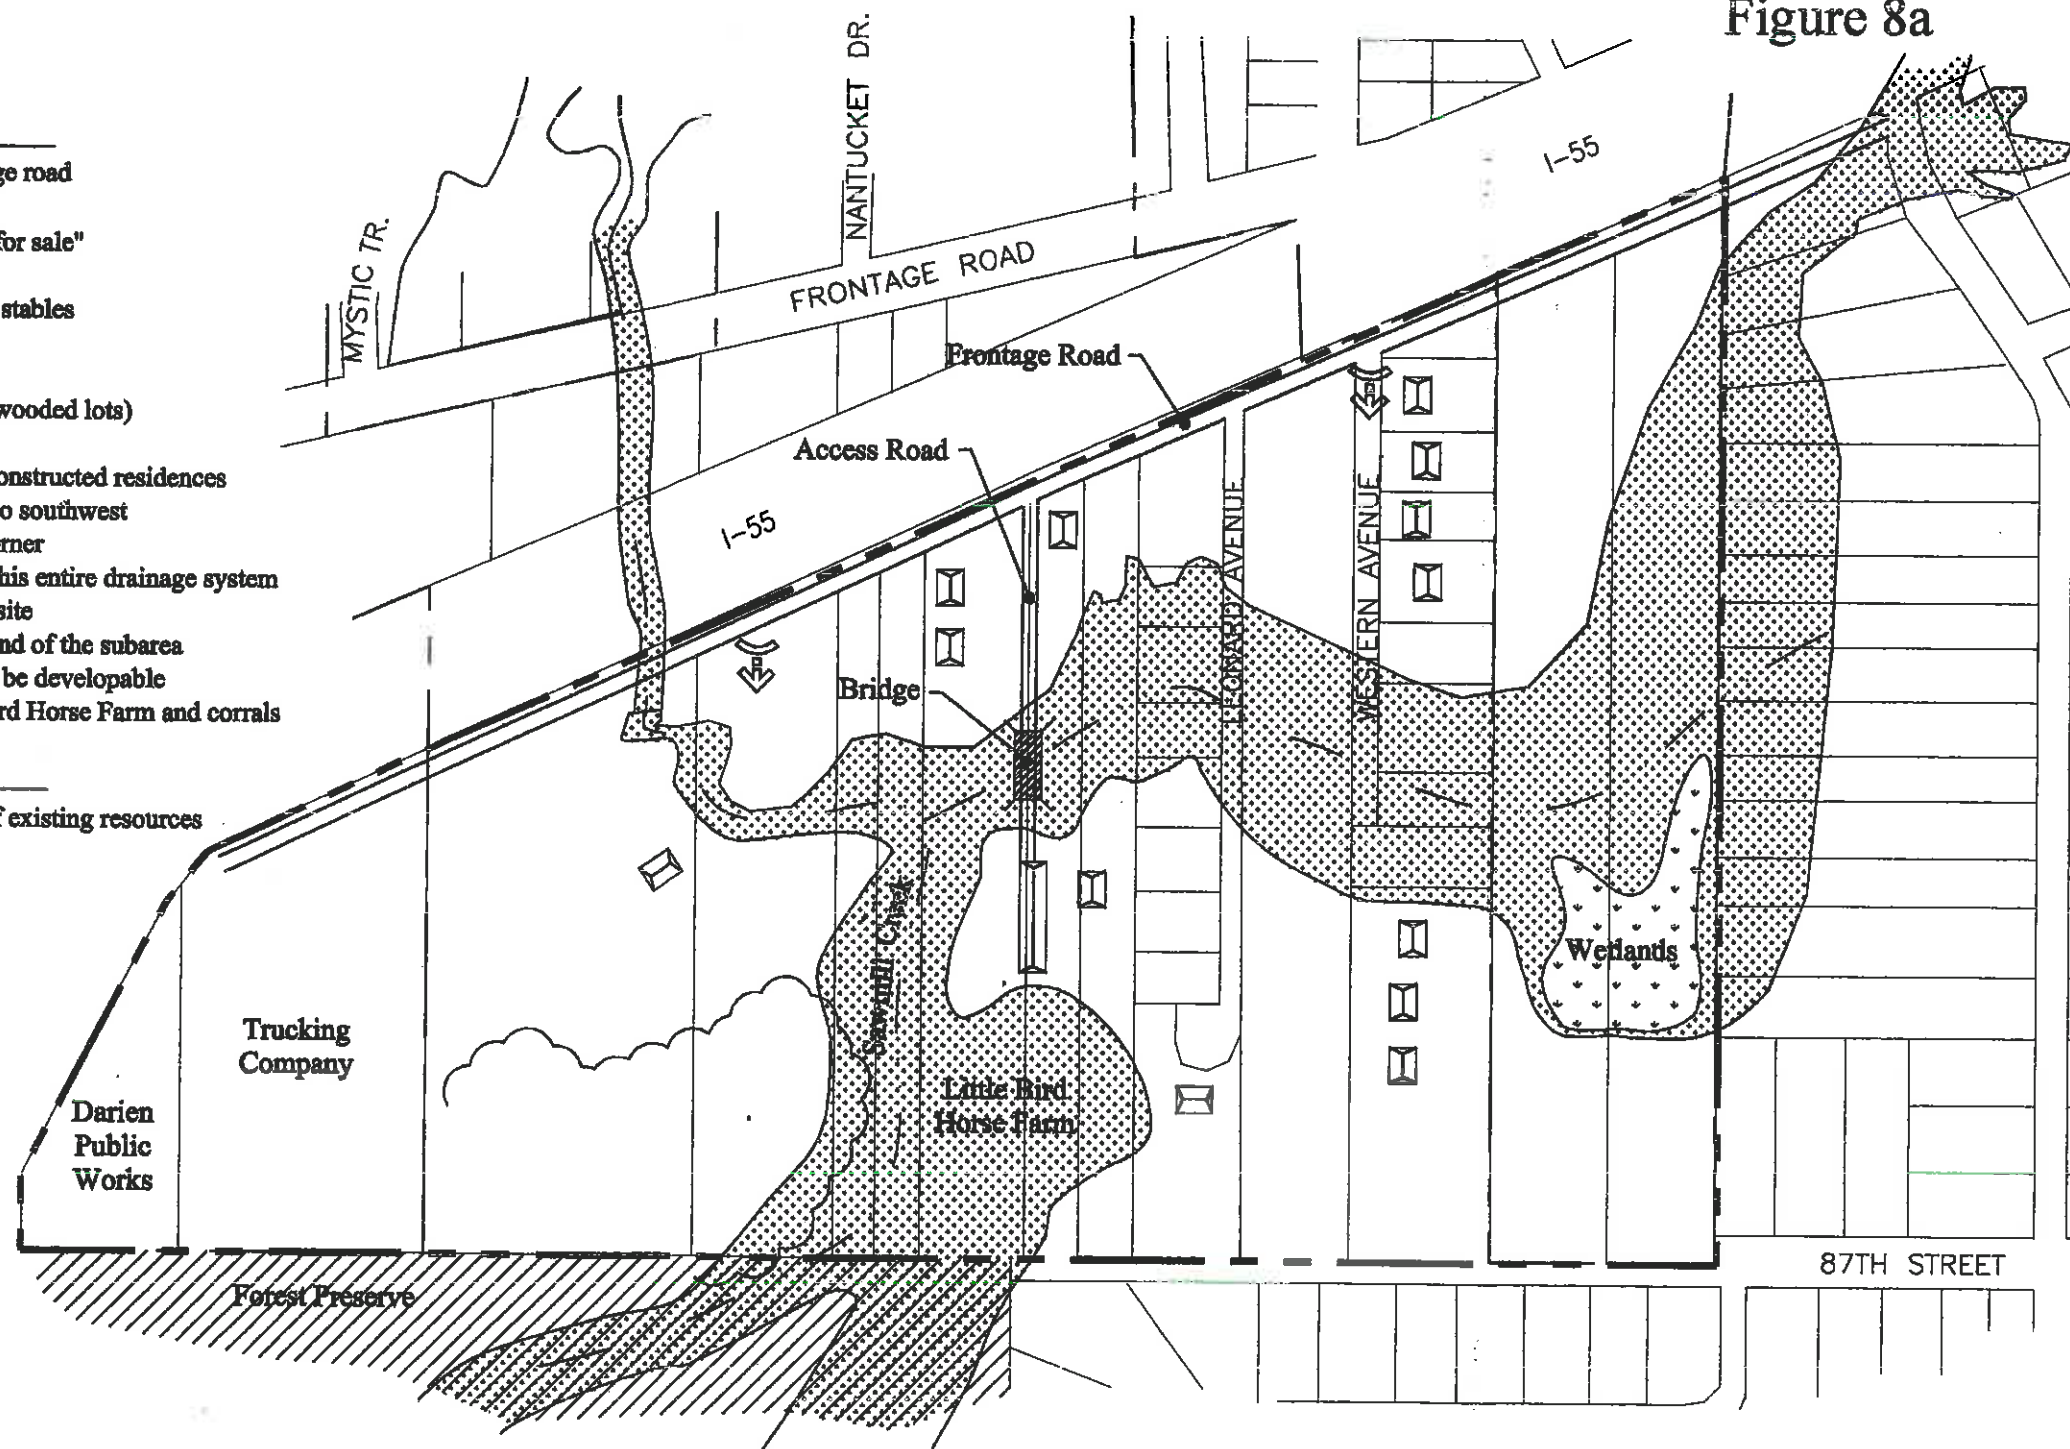 Figure 8a
ge road
for sale"
stables
wooded lots)
onstructed residences
o southwest
rner
his entire drainage system
site
nd of the subarea
be developable
rd Horse Farm and corrals
f existing resources
MYSTIC TR.
NANTUCKET DR.
FRONTAGE ROAD
I-55
Frontage Road
Access Road
I-55
Bridge
LEONARD AVENUE
WESTERN AVENUE
Sawmill Creek
Wetlands
Trucking
Company
Little Bird
Horse Farm
Darien
Public
Works
87TH STREET
Forest Preserve